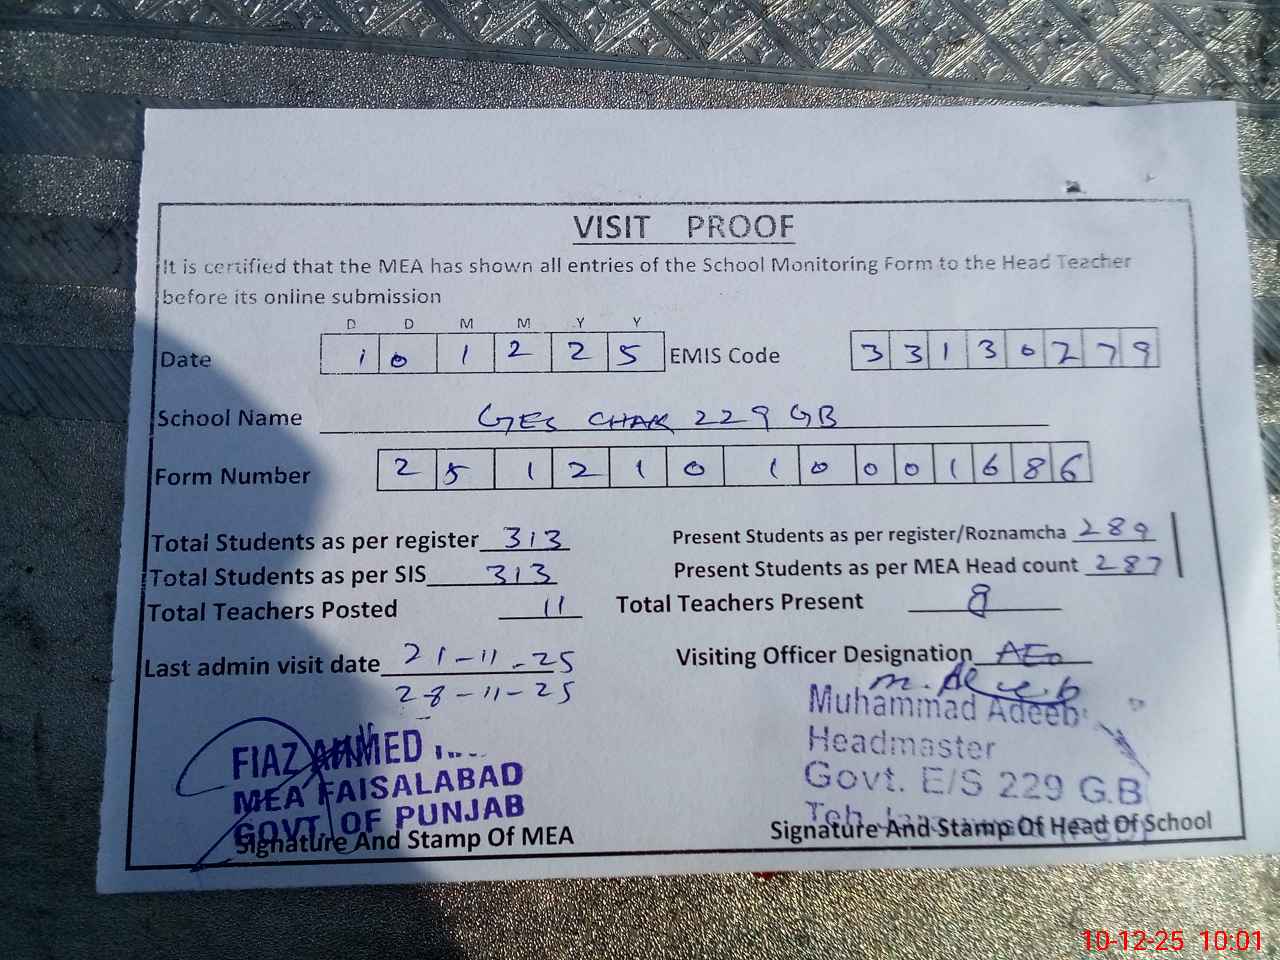 VISIT PROOF
It is certified that the MEA has shown all entries of the School Monitoring Form to the Head Teacher
before its online submission
D D M M Y Y
Date 1 0 1 2 2 5 EMIS Code 3 3 1 3 0 2 7 9
School Name GES CHAK 229 GB
Form Number 2 5 1 2 1 0 1 0 0 0 1 6 8 6
Total Students as per register 313 Present Students as per register/Roznamcha 289
Total Students as per SIS 313 Present Students as per MEA Head count 287
Total Teachers Posted 11 Total Teachers Present 8
Last admin visit date 21-11-25 Visiting Officer Designation AEO
28-11-25
M. Adeeb
Muhammad Adeeb
Headmaster
Govt. E/S 229 G.B
Teh.
FIAZ AHMED
MEA FAISALABAD
GOVT OF PUNJAB
Signature And Stamp Of MEA Signature And Stamp Of Head Of School
10-12-25 10:01